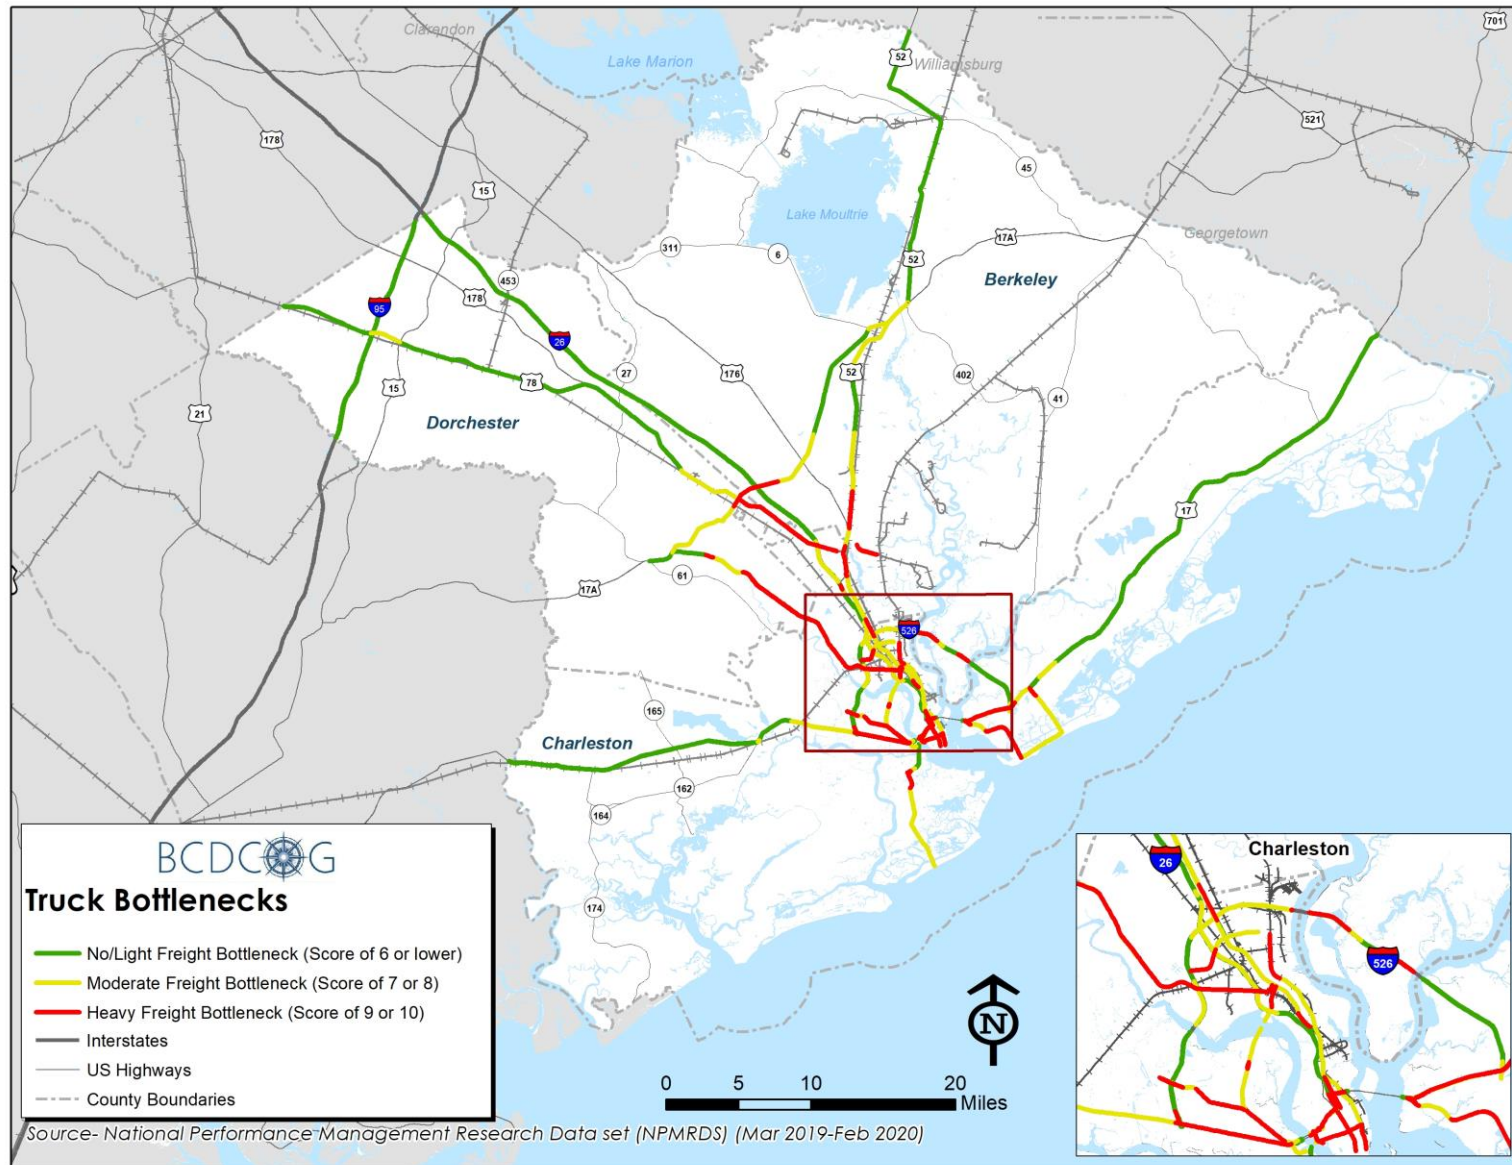 Clarendon
Lake Marion
52
Williamsburg
701
178
521
15
45
Lake Moultrie
311
6
17A
Georgetown
52
453
Berkeley
178
95
26
27
176
52
402
15
78
41
21
Dorchester
17
61
17A
526
165
Charleston
162
164
174
BCDCOG
Truck Bottlenecks
No/Light Freight Bottleneck (Score of 6 or lower)
Moderate Freight Bottleneck (Score of 7 or 8)
Heavy Freight Bottleneck (Score of 9 or 10)
Interstates
US Highways
County Boundaries
N
0 5 10 20
Miles
Source- National Performance Management Research Data set (NPMRDS) (Mar 2019-Feb 2020)
Charleston
26
526